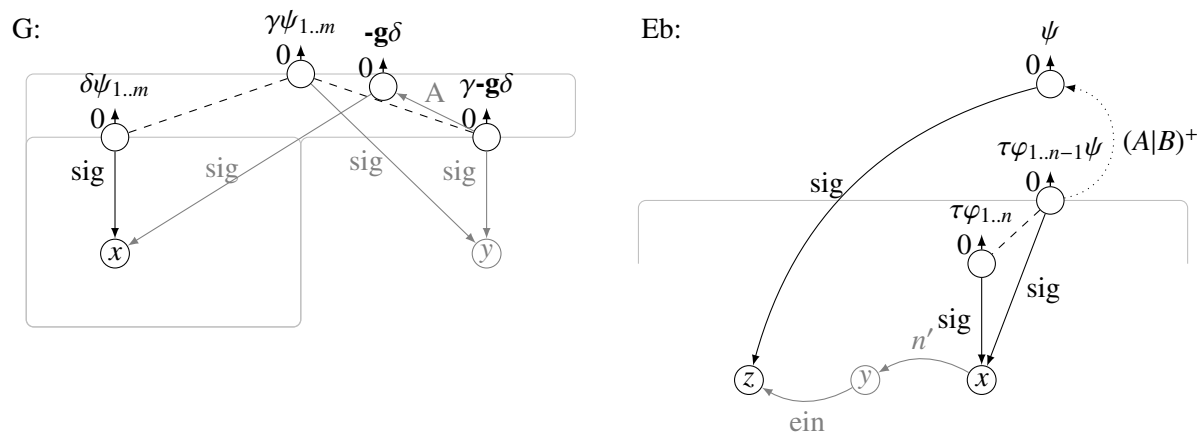 G:
γψ₁..ₘ
0
-gδ
0
δψ₁..ₘ
0
A
γ-gδ
0
sig
sig
sig
sig
x
y
Eb:
ψ
0
(A|B)⁺
τφ₁..ₙ₋₁ψ
0
sig
τφ₁..ₙ
0
sig
sig
n′
z
y
x
ein